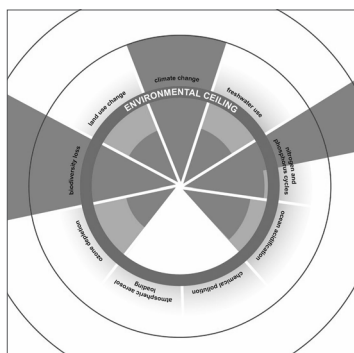 climate change
ENVIRONMENTAL CEILING
land use change
freshwater use
biodiversity loss
nitrogen and
phosphorus cycles
ozone depletion
ocean acidification
atmospheric aerosol
loading
chemical pollution